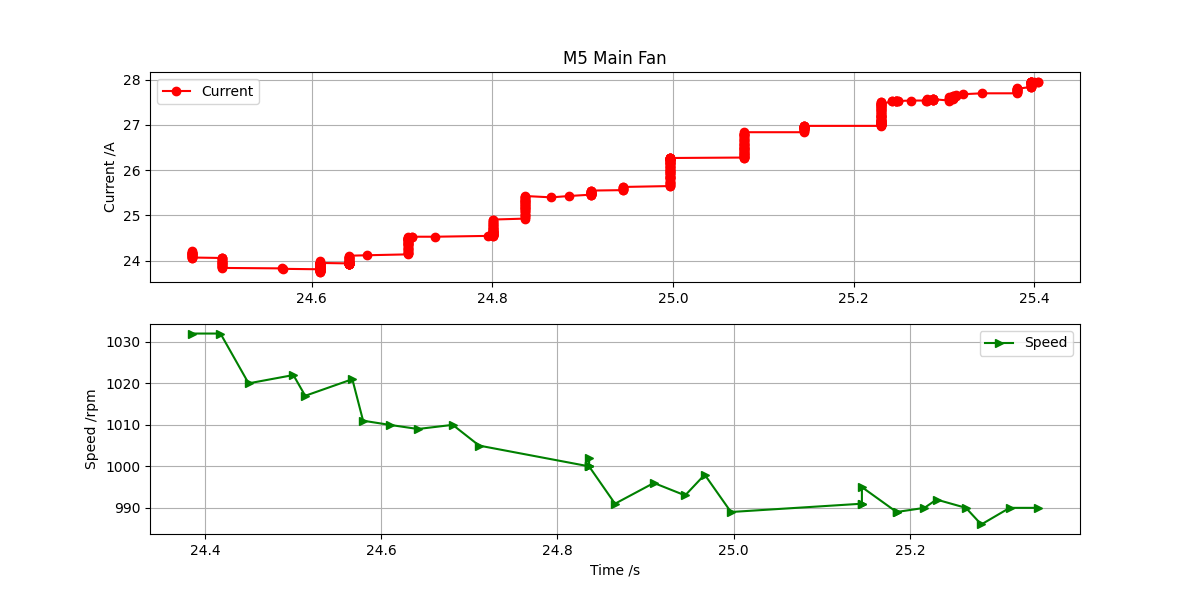 M5 Main Fan
Current
Current /A
28
27
26
25
24
24.6 24.8 25.0 25.2 25.4
Speed
Speed /rpm
1030
1020
1010
1000
990
24.4 24.6 24.8 25.0 25.2
Time /s